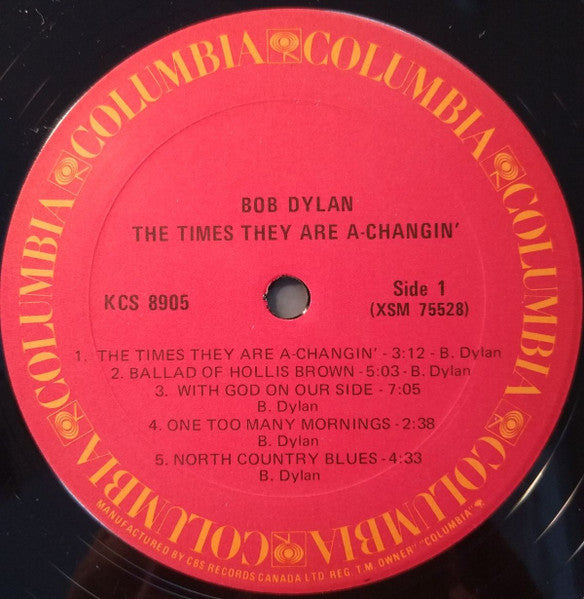 COLUMBIA COLUMBIA COLUMBIA COLUMBIA COLUMBIA COLUMBIA
BOB DYLAN
THE TIMES THEY ARE A-CHANGIN'
KCS 8905
Side 1
(XSM 75528)
1. THE TIMES THEY ARE A-CHANGIN' - 3:12 - B. Dylan
2. BALLAD OF HOLLIS BROWN - 5:03 - B. Dylan
3. WITH GOD ON OUR SIDE - 7:05
B. Dylan
4. ONE TOO MANY MORNINGS - 2:38
B. Dylan
5. NORTH COUNTRY BLUES - 4:33
B. Dylan
MANUFACTURED BY CBS RECORDS CANADA LTD REG. T.M. OWNER "COLUMBIA"